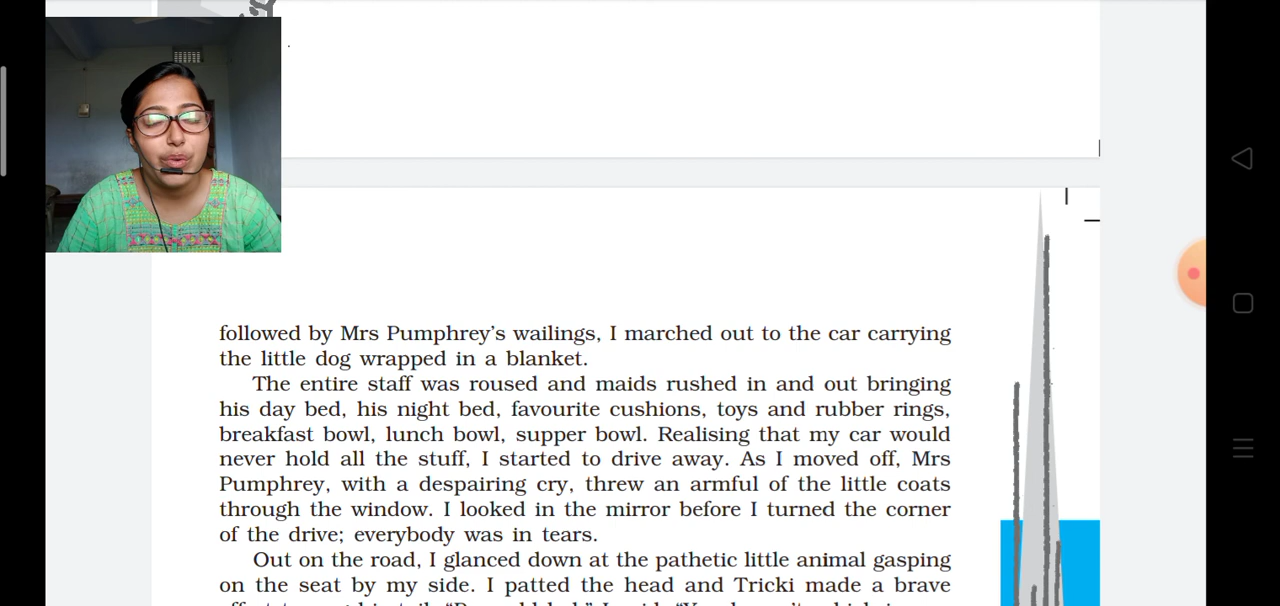 followed by Mrs Pumphrey’s wailings, I marched out to the car carrying
the little dog wrapped in a blanket.
The entire staff was roused and maids rushed in and out bringing
his day bed, his night bed, favourite cushions, toys and rubber rings,
breakfast bowl, lunch bowl, supper bowl. Realising that my car would
never hold all the stuff, I started to drive away. As I moved off, Mrs
Pumphrey, with a despairing cry, threw an armful of the little coats
through the window. I looked in the mirror before I turned the corner
of the drive; everybody was in tears.
Out on the road, I glanced down at the pathetic little animal gasping
on the seat by my side. I patted the head and Tricki made a brave